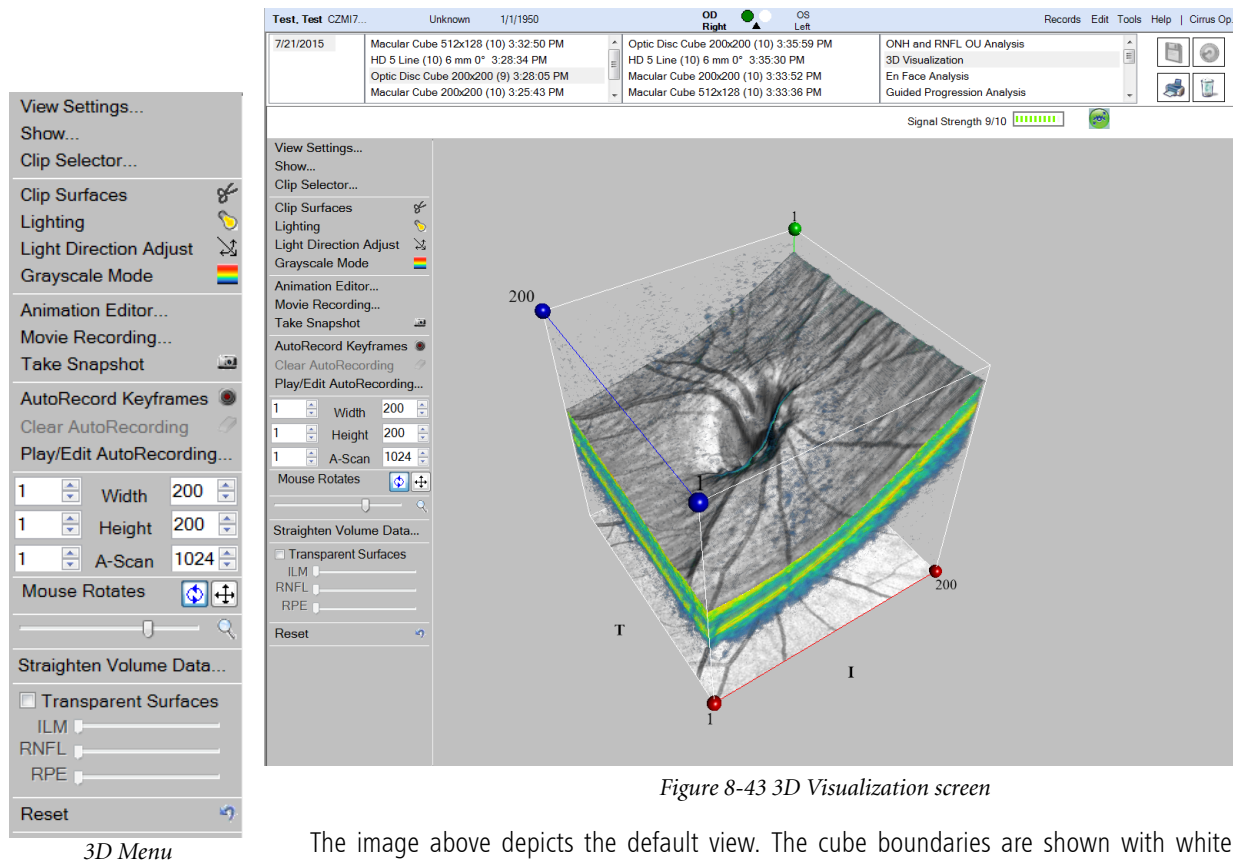 View Settings...
Show...
Clip Selector...
Clip Surfaces
Lighting
Light Direction Adjust
Grayscale Mode
Animation Editor...
Movie Recording...
Take Snapshot
AutoRecord Keyframes
Clear AutoRecording
Play/Edit AutoRecording...
1 Width 200
1 Height 200
1 A-Scan 1024
Mouse Rotates
Straighten Volume Data...
Transparent Surfaces
ILM
RNFL
RPE
Reset
3D Menu
Test, Test CZMI7... Unknown 1/1/1950 OD Right OS Left Records Edit Tools Help | Cirrus Op.
7/21/2015
Macular Cube 512x128 (10) 3:32:50 PM
HD 5 Line (10) 6 mm 0° 3:28:34 PM
Optic Disc Cube 200x200 (9) 3:28:05 PM
Macular Cube 200x200 (10) 3:25:43 PM
Optic Disc Cube 200x200 (10) 3:35:59 PM
HD 5 Line (10) 6 mm 0° 3:35:30 PM
Macular Cube 200x200 (10) 3:33:52 PM
Macular Cube 512x128 (10) 3:33:36 PM
ONH and RNFL OU Analysis
3D Visualization
En Face Analysis
Guided Progression Analysis
Signal Strength 9/10
View Settings...
Show...
Clip Selector...
Clip Surfaces
Lighting
Light Direction Adjust
Grayscale Mode
Animation Editor...
Movie Recording...
Take Snapshot
AutoRecord Keyframes
Clear AutoRecording
Play/Edit AutoRecording...
1 Width 200
1 Height 200
1 A-Scan 1024
Mouse Rotates
Straighten Volume Data...
Transparent Surfaces
ILM
RNFL
RPE
Reset
1
200
1
200
T
I
1
Figure 8-43 3D Visualization screen
The image above depicts the default view. The cube boundaries are shown with white